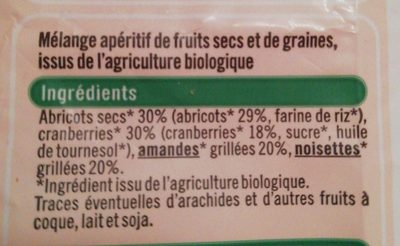 Mélange apéritif de fruits secs et de graines,
issus de l'agriculture biologique
Ingrédients
Abricots secs* 30% (abricots* 29%, farine de riz*),
cranberries* 30% (cranberries* 18%, sucre*, huile
de tournesol*), amandes* grillées 20%, noisettes*
grillées 20%.
*Ingrédient issu de l'agriculture biologique.
Traces éventuelles d'arachides et d'autres fruits à
coque, lait et soja.